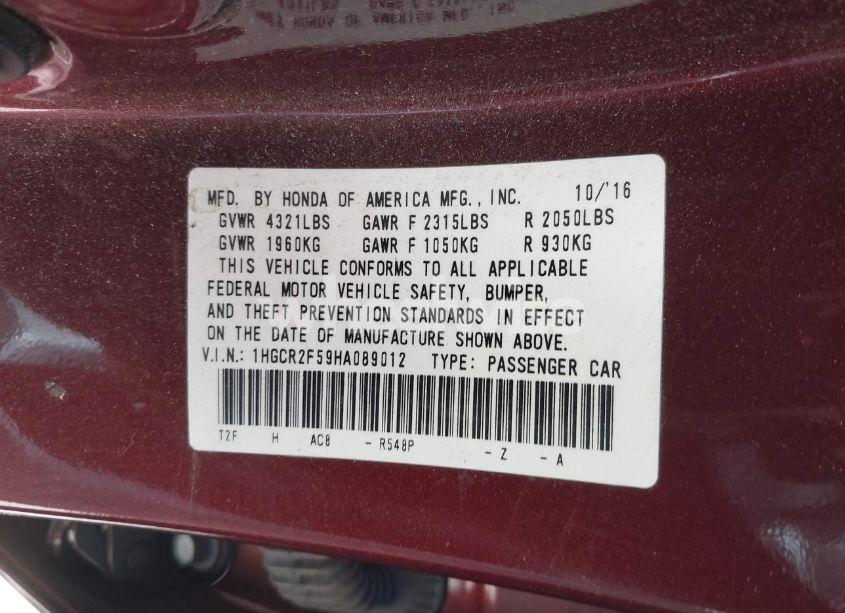 MFD. BY HONDA OF AMERICA MFG., INC. 10/'16
GVWR 4321LBS GAWR F 2315LBS R 2050LBS
GVWR 1960KG GAWR F 1050KG R 930KG
THIS VEHICLE CONFORMS TO ALL APPLICABLE
FEDERAL MOTOR VEHICLE SAFETY, BUMPER,
AND THEFT PREVENTION STANDARDS IN EFFECT
ON THE DATE OF MANUFACTURE SHOWN ABOVE.
V.I.N.: 1HGCR2F59HA089012 TYPE: PASSENGER CAR
T2F H AC8 - R548P - Z - A